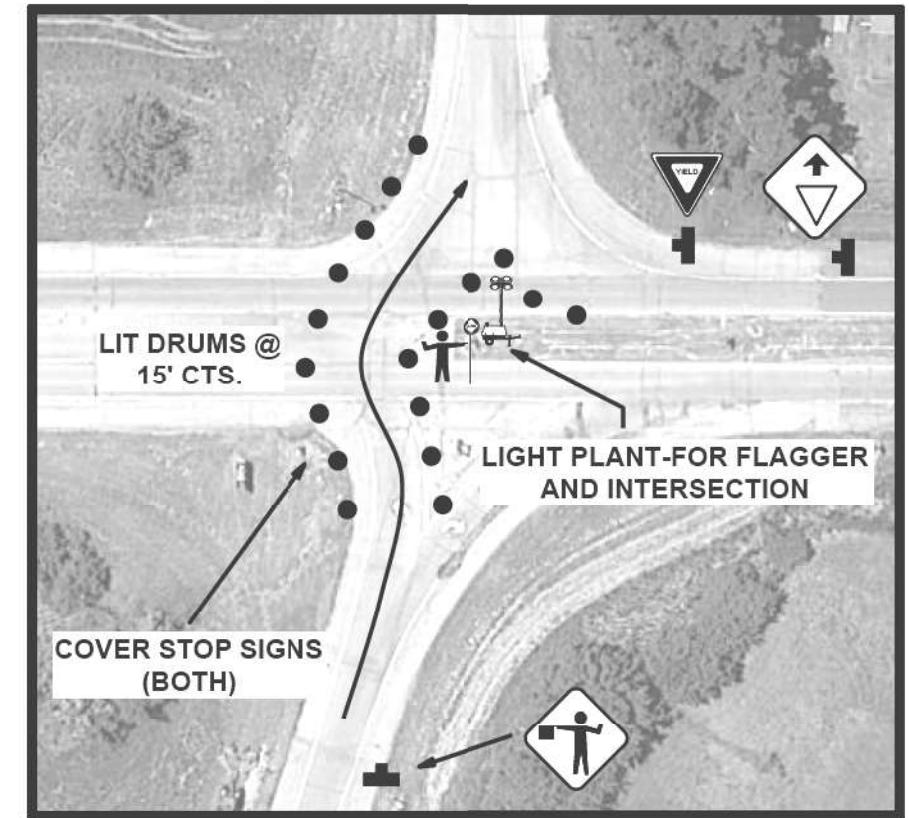 YIELD
LIT DRUMS @
15' CTS.
LIGHT PLANT-FOR FLAGGER
AND INTERSECTION
COVER STOP SIGNS
(BOTH)